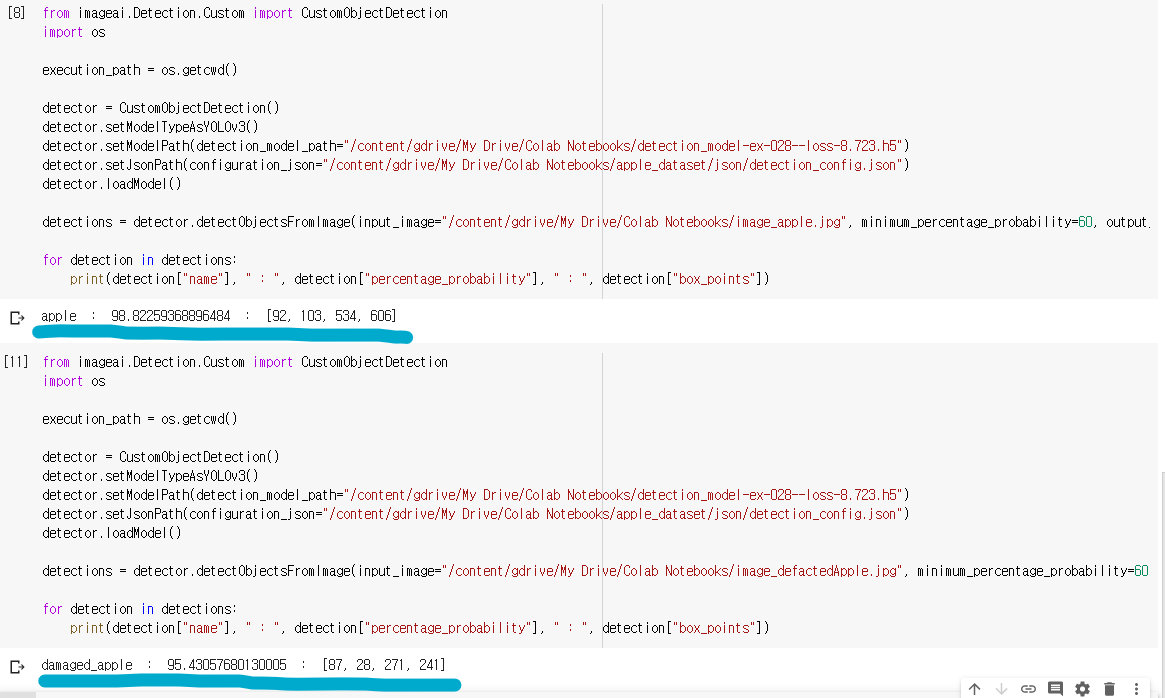 [8] from imageai.Detection.Custom import CustomObjectDetection
import os
execution_path = os.getcwd()
detector = CustomObjectDetection()
detector.setModelTypeAsYOLOv3()
detector.setModelPath(detection_model_path="/content/gdrive/My Drive/Colab Notebooks/detection_model-ex-028--loss-8.723.h5")
detector.setJsonPath(configuration_json="/content/gdrive/My Drive/Colab Notebooks/apple_dataset/json/detection_config.json")
detector.loadModel()
detections = detector.detectObjectsFromImage(input_image="/content/gdrive/My Drive/Colab Notebooks/image_apple.jpg", minimum_percentage_probability=60, output_
for detection in detections:
    print(detection["name"], " : ", detection["percentage_probability"], " : ", detection["box_points"])
apple  :  98.82259368896484  :  [92, 103, 534, 606]
[11] from imageai.Detection.Custom import CustomObjectDetection
import os
execution_path = os.getcwd()
detector = CustomObjectDetection()
detector.setModelTypeAsYOLOv3()
detector.setModelPath(detection_model_path="/content/gdrive/My Drive/Colab Notebooks/detection_model-ex-028--loss-8.723.h5")
detector.setJsonPath(configuration_json="/content/gdrive/My Drive/Colab Notebooks/apple_dataset/json/detection_config.json")
detector.loadModel()
detections = detector.detectObjectsFromImage(input_image="/content/gdrive/My Drive/Colab Notebooks/image_defactedApple.jpg", minimum_percentage_probability=60
for detection in detections:
    print(detection["name"], " : ", detection["percentage_probability"], " : ", detection["box_points"])
damaged_apple  :  95.43057680130005  :  [87, 28, 271, 241]